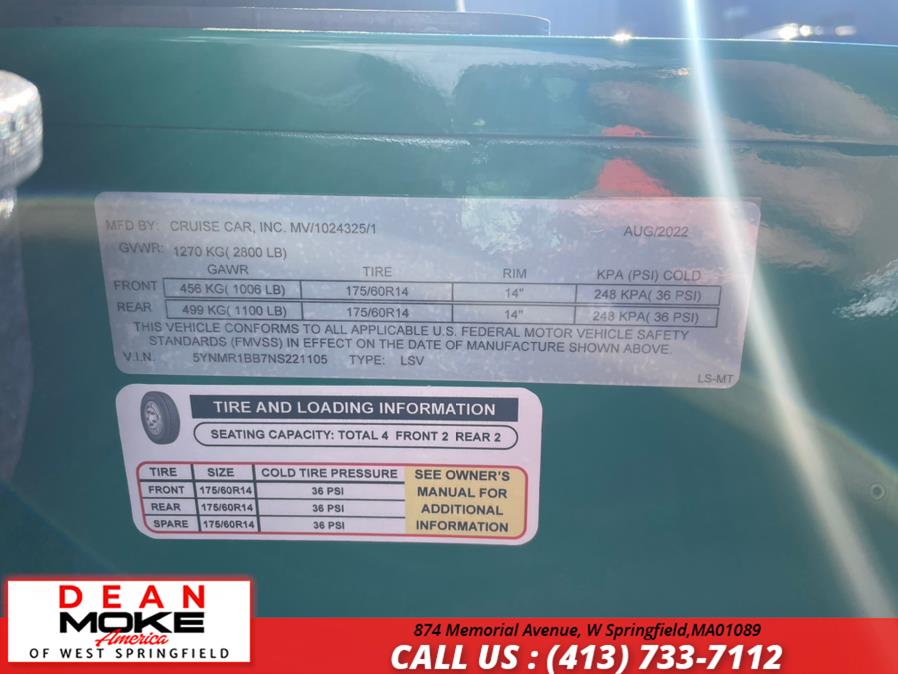 MFD BY: CRUISE CAR, INC. MV/1024325/1 AUG/2022
GVWR: 1270 KG( 2800 LB)
GAWR TIRE RIM KPA (PSI) COLD
FRONT 456 KG( 1006 LB) 175/60R14 14" 248 KPA( 36 PSI)
REAR 499 KG( 1100 LB) 175/60R14 14" 248 KPA( 36 PSI)
THIS VEHICLE CONFORMS TO ALL APPLICABLE U.S. FEDERAL MOTOR VEHICLE SAFETY
STANDARDS (FMVSS) IN EFFECT ON THE DATE OF MANUFACTURE SHOWN ABOVE.
V.I.N. 5YNMR1BB7NS221105 TYPE: LSV
LS-MT
TIRE AND LOADING INFORMATION
SEATING CAPACITY: TOTAL 4 FRONT 2 REAR 2
TIRE SIZE COLD TIRE PRESSURE
FRONT 175/60R14 36 PSI
REAR 175/60R14 36 PSI
SPARE 175/60R14 36 PSI
SEE OWNER'S
MANUAL FOR
ADDITIONAL
INFORMATION
DEAN
MOKE
America
OF WEST SPRINGFIELD
874 Memorial Avenue, W Springfield,MA01089
CALL US : (413) 733-7112